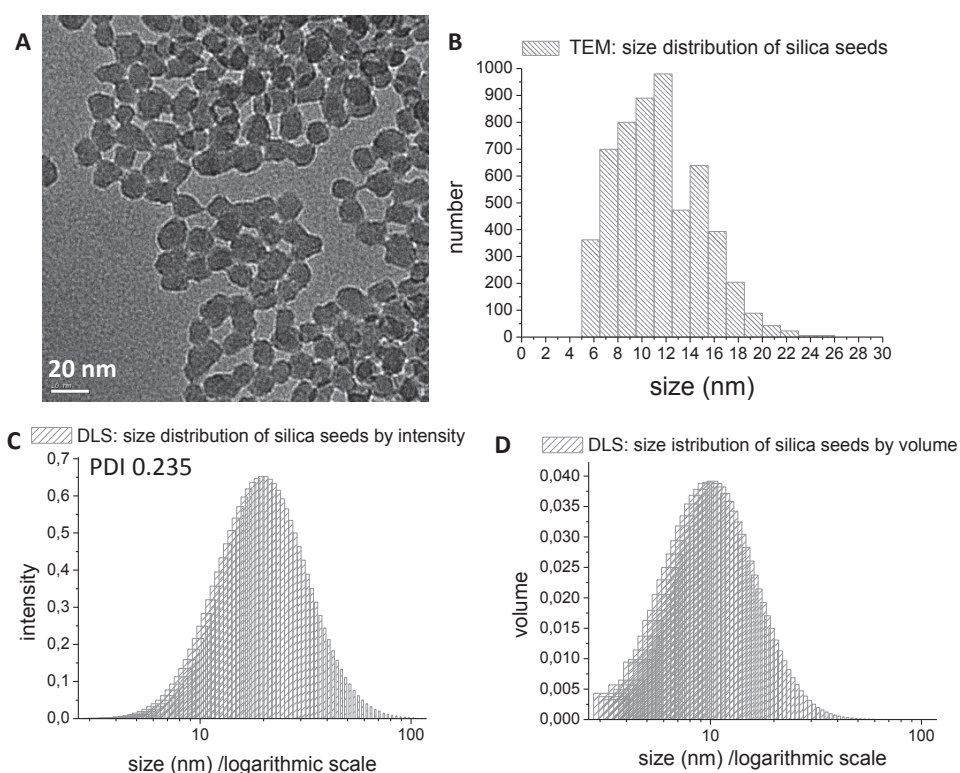 A
20 nm
20 nm
B
TEM: size distribution of silica seeds
1000
900
800
700
600
500
400
300
200
100
0
number
0 2 4 6 8 10 12 14 16 18 20 22 24 26 28 30
size (nm)
C
DLS: size distribution of silica seeds by intensity
PDI 0.235
0,7
0,6
0,5
0,4
0,3
0,2
0,1
0,0
intensity
10 100
size (nm) /logarithmic scale
D
DLS: size istribution of silica seeds by volume
0,040
0,035
0,030
0,025
0,020
0,015
0,010
0,005
0,000
volume
10 100
size (nm) /logarithmic scale